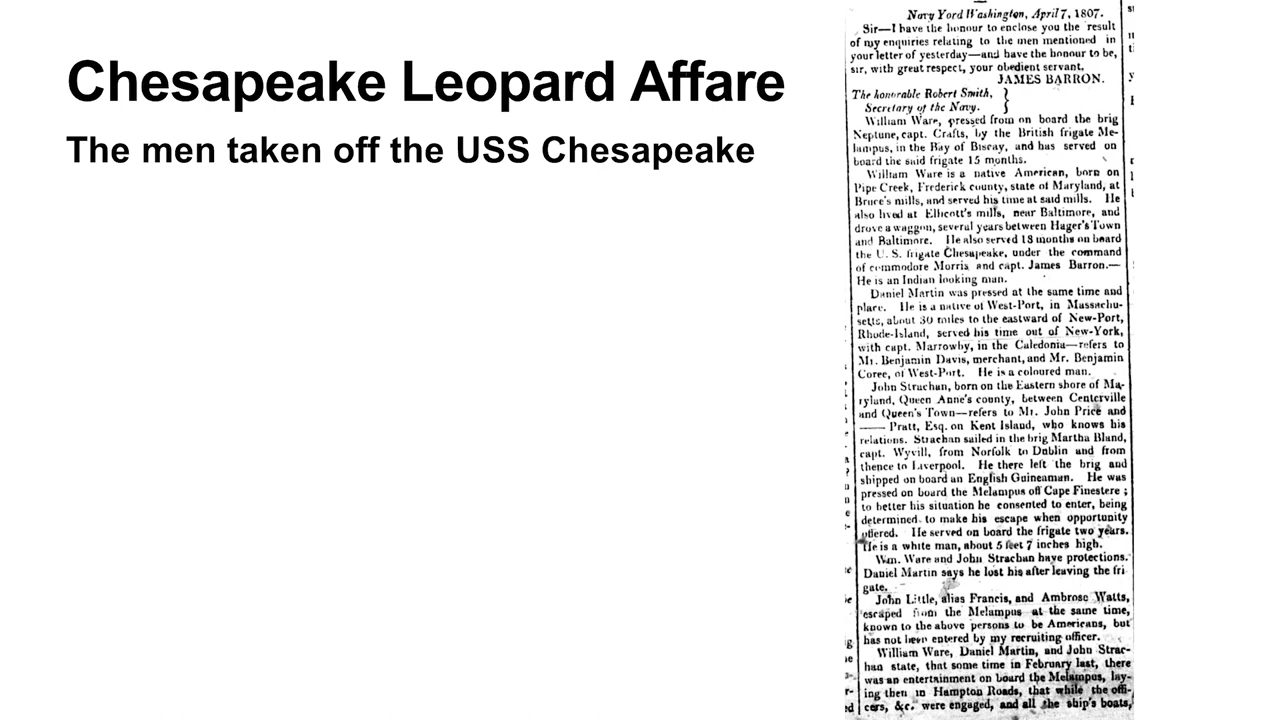 Chesapeake Leopard Affare
The men taken off the USS Chesapeake
Navy Yord Washington, April 7, 1807.
Sir—I have the honour to enclose you the result
of my enquiries relating to the men mentioned in
your letter of yesterday—and have the honour to be,
sir, with great respect, your obedient servant,
JAMES BARRON.
The honorable Robert Smith,
Secretary of the Navy.
William Ware, pressed from on board the brig
Neptune, capt. Crafts, by the British frigate Me-
lampus, in the Bay of Biscay, and has served on
board the said frigate 15 months.
William Ware is a native American, born on
Pipe Creek, Frederick county, state of Maryland, at
Bruce's mills, and served his time at said mills. He
also lived at Ellicott's mills, near Baltimore, and
drove a waggon, several years between Hager's Town
and Baltimore. He also served 18 months on board
the U. S. frigate Chesapeake, under the command
of commodore Morris and capt. James Barron.—
He is an Indian looking man.
Daniel Martin was pressed at the same time and
place. He is a native of West-Port, in Massachu-
setts, about 30 miles to the eastward of New-Port,
Rhode-Island, served his time out of New-York,
with capt. Marrowby, in the Caledonia—refers to
Mr. Benjamin Davis, merchant, and Mr. Benjamin
Coree, of West-Port. He is a coloured man.
John Strachan, born on the Eastern shore of Ma-
ryland, Queen Anne's county, between Centerville
and Queen's Town—refers to Mr. John Price and
—— Pratt, Esq. on Kent Island, who knows his
relations. Strachan sailed in the brig Martha Bland,
capt. Wyvill, from Norfolk to Dublin and from
thence to Liverpool. He there left the brig and
shipped on board an English Guineaman. He was
pressed on board the Melampus off Cape Finestere ;
to better his situation he consented to enter, being
determined to make his escape when opportunity
offered. He served on board the frigate two years.
He is a white man, about 5 feet 7 inches high.
Wm. Ware and John Strachan have protections.
Daniel Martin says he lost his after leaving the fri
gate.
John Little, alias Francis, and Ambrose Watts,
escaped from the Melampus at the same time,
known to the above persons to be Americans, but
has not been entered by my recruiting officer.
William Ware, Daniel Martin, and John Strac-
han state, that some time in February last, there
was an entertainment on board the Melampus, lay-
ing then in Hampton Roads, that while the offi-
cers, &c. were engaged, and all the ship's boats,